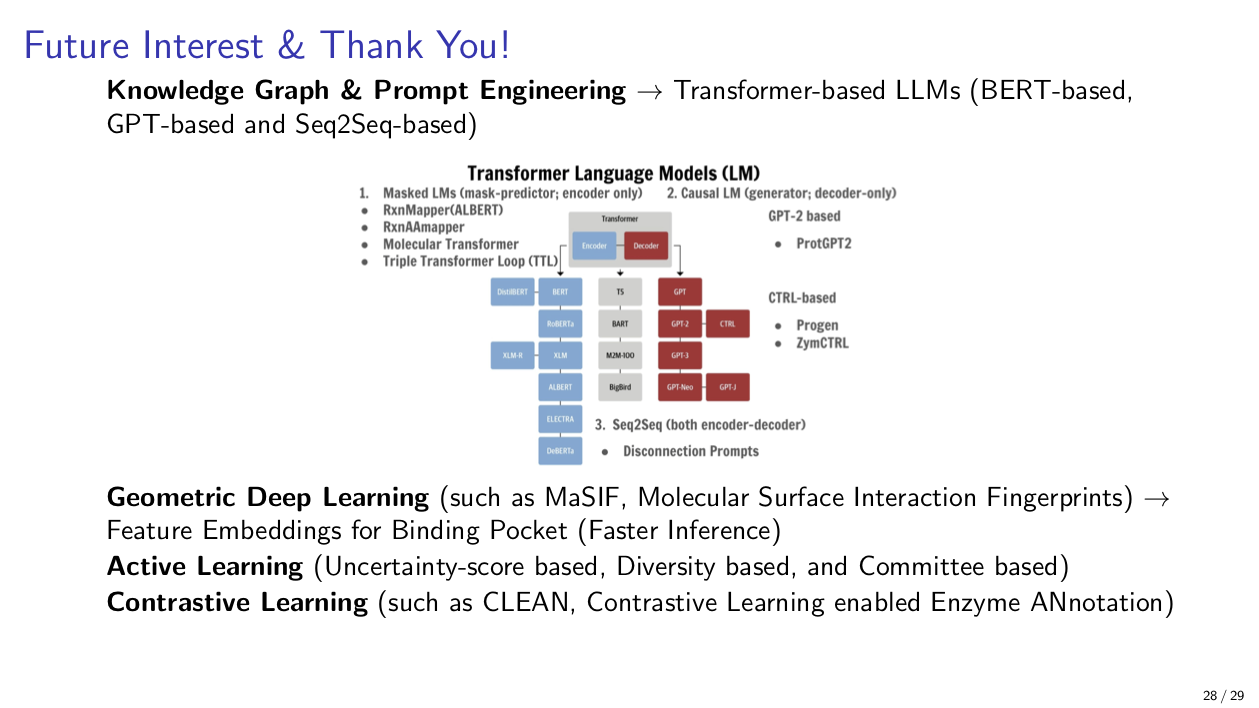 Future Interest & Thank You!
Knowledge Graph & Prompt Engineering → Transformer-based LLMs (BERT-based,
GPT-based and Seq2Seq-based)
Transformer Language Models (LM)
1. Masked LMs (mask-predictor; encoder only)
● RxnMapper(ALBERT)
● RxnAAmapper
● Molecular Transformer
● Triple Transformer Loop (TTL)
2. Causal LM (generator; decoder-only)
GPT-2 based
● ProtGPT2
CTRL-based
● Progen
● ZymCTRL
Transformer
Encoder Decoder
DistilBERT BERT T5 GPT
RoBERTa BART GPT-2 CTRL
XLM-R XLM M2M-100 GPT-3
ALBERT BigBird GPT-Neo GPT-J
ELECTRA
DeBERTa
3. Seq2Seq (both encoder-decoder)
● Disconnection Prompts
Geometric Deep Learning (such as MaSIF, Molecular Surface Interaction Fingerprints) →
Feature Embeddings for Binding Pocket (Faster Inference)
Active Learning (Uncertainty-score based, Diversity based, and Committee based)
Contrastive Learning (such as CLEAN, Contrastive Learning enabled Enzyme ANnotation)
28 / 29